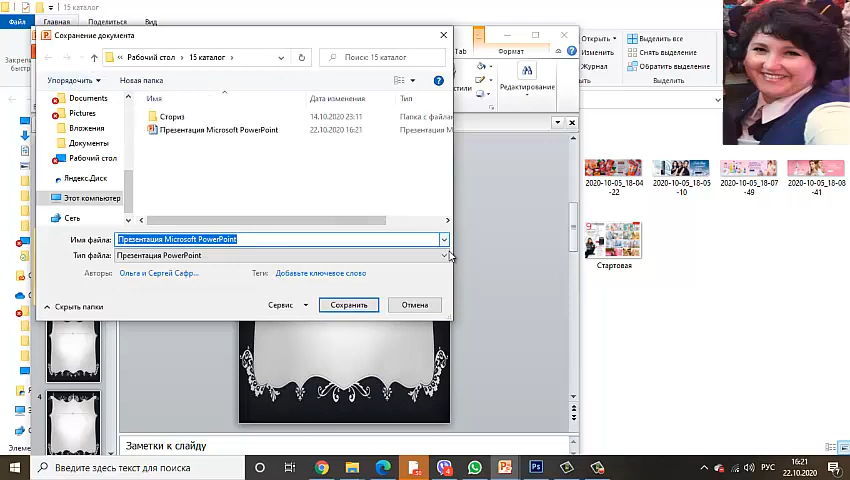 15 каталог
Файл
Главная
Поделиться
Вид
Сохранение документа
Рабочий стол
15 каталог
Поиск: 15 каталог
Упорядочить
Новая папка
Имя
Дата изменения
Тип
Documents
Pictures
Вложения
Документы
Рабочий стол
Яндекс.Диск
Этот компьютер
Сеть
Сториз
14.10.2020 23:11
Папка с файлам
Презентация Microsoft PowerPoint
22.10.2020 16:21
Презентация M
Имя файла:
Презентация Microsoft PowerPoint
Тип файла:
Презентация PowerPoint
Авторы:
Ольга и Сергей Сафр...
Теги:
Добавьте ключевое слово
Скрыть папки
Сервис
Сохранить
Отмена
Tab
Формат
Редактирование
Открыть
Изменить
Журнал
Выделить все
Снять выделение
Обратить выделение
Выделить
2020-10-05_18-04-22
2020-10-05_18-05-10
2020-10-05_18-07-49
2020-10-05_18-08-41
Стартовая
4
Заметки к слайду
Введите здесь текст для поиска
РУС
16:21
22.10.2020